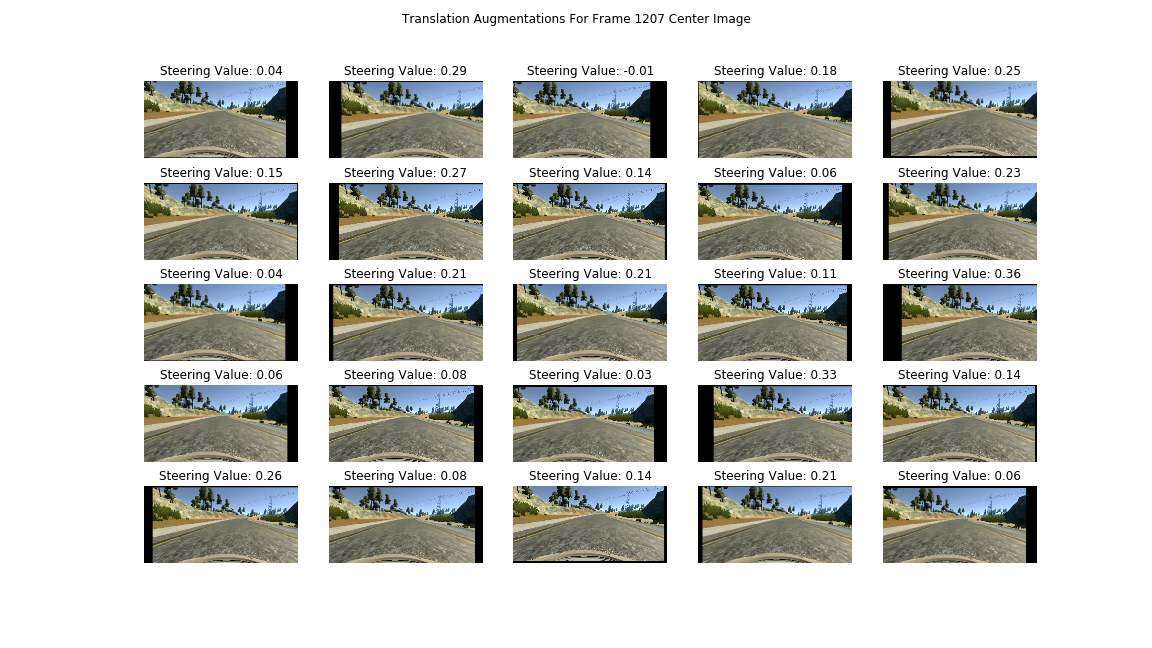 Translation Augmentations For Frame 1207 Center Image
Steering Value: 0.04
Steering Value: 0.29
Steering Value: -0.01
Steering Value: 0.18
Steering Value: 0.25
Steering Value: 0.15
Steering Value: 0.27
Steering Value: 0.14
Steering Value: 0.06
Steering Value: 0.23
Steering Value: 0.04
Steering Value: 0.21
Steering Value: 0.21
Steering Value: 0.11
Steering Value: 0.36
Steering Value: 0.06
Steering Value: 0.08
Steering Value: 0.03
Steering Value: 0.33
Steering Value: 0.14
Steering Value: 0.26
Steering Value: 0.08
Steering Value: 0.14
Steering Value: 0.21
Steering Value: 0.06